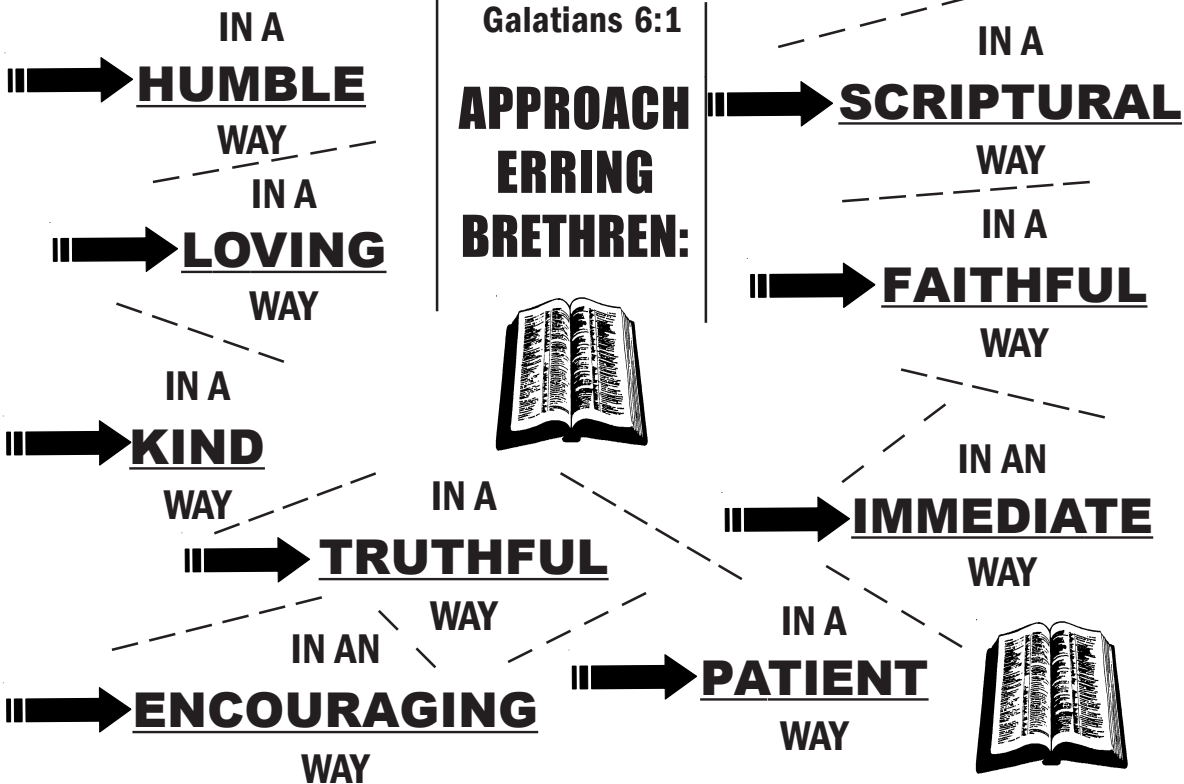 Galatians 6:1
APPROACH
ERRING
BRETHREN:
IN A
HUMBLE
WAY
IN A
LOVING
WAY
IN A
KIND
WAY
IN A
TRUTHFUL
WAY
IN AN
ENCOURAGING
WAY
IN A
SCRIPTURAL
WAY
IN A
FAITHFUL
WAY
IN AN
IMMEDIATE
WAY
IN A
PATIENT
WAY